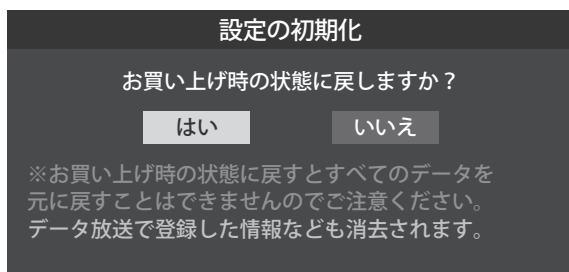 設定の初期化
お買い上げ時の状態に戻しますか？
はい
いいえ
※お買い上げ時の状態に戻すとすべてのデータを
元に戻すことはできませんのでご注意ください。
データ放送で登録した情報なども消去されます。